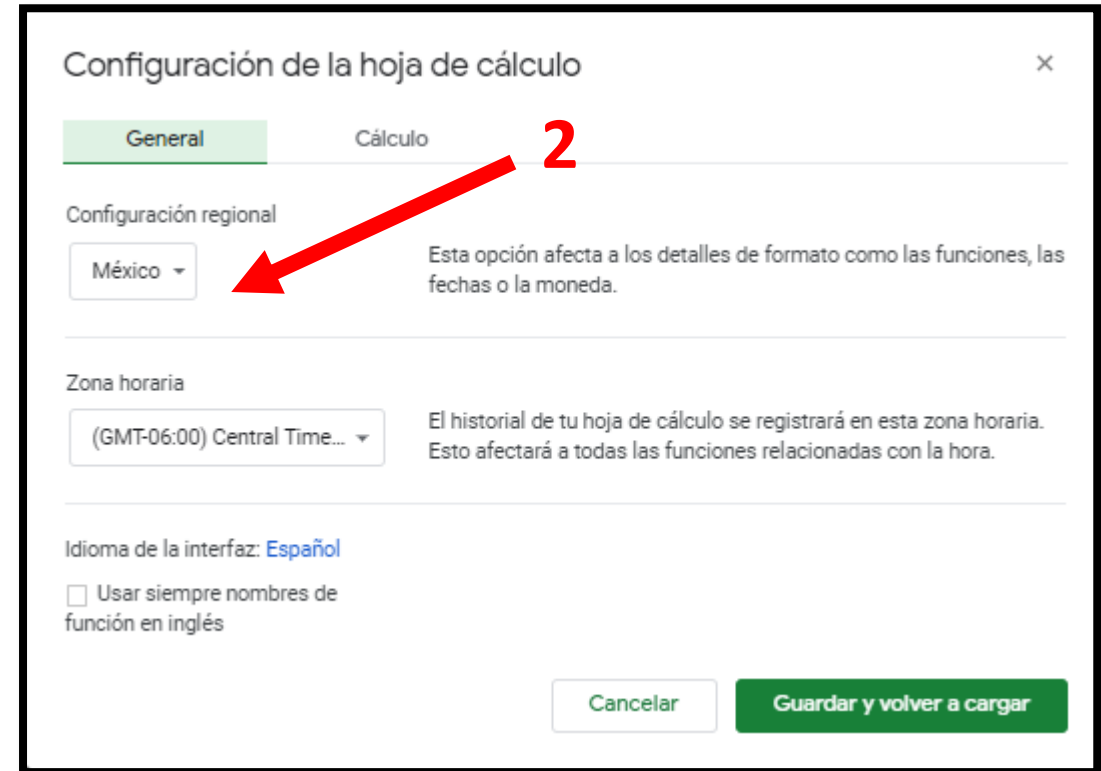 Configuración de la hoja de cálculo ×
General Cálculo
2
Configuración regional
México
Esta opción afecta a los detalles de formato como las funciones, las
fechas o la moneda.
Zona horaria
(GMT-06:00) Central Time...
El historial de tu hoja de cálculo se registrará en esta zona horaria.
Esto afectará a todas las funciones relacionadas con la hora.
Idioma de la interfaz: Español
Usar siempre nombres de
función en inglés
Cancelar Guardar y volver a cargar